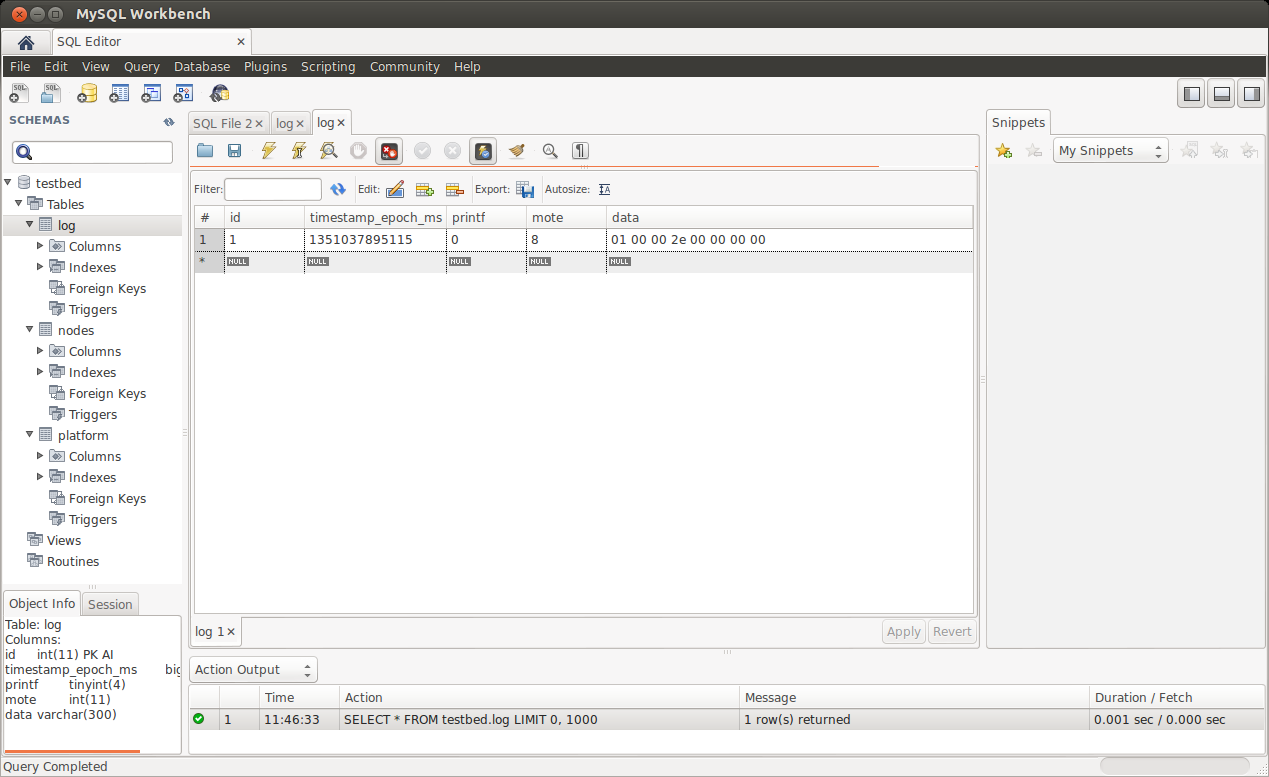 MySQL Workbench
SQL Editor
File Edit View Query Database Plugins Scripting Community Help
SQL SQL
SCHEMAS
testbed
Tables
log
Columns
Indexes
Foreign Keys
Triggers
nodes
Columns
Indexes
Foreign Keys
Triggers
platform
Columns
Indexes
Foreign Keys
Triggers
Views
Routines
Object Info Session
Table: log
Columns:
id int(11) PK AI
timestamp_epoch_ms big
printf tinyint(4)
mote int(11)
data varchar(300)
SQL File 2 log log
Filter: Edit: Export: Autosize:
# id timestamp_epoch_ms printf mote data
1 1 1351037895115 0 8 01 00 00 2e 00 00 00 00
* NULL NULL NULL NULL NULL
log 1 Apply Revert
Snippets
My Snippets
Action Output
Time Action Message Duration / Fetch
1 11:46:33 SELECT * FROM testbed.log LIMIT 0, 1000 1 row(s) returned 0.001 sec / 0.000 sec
Query Completed